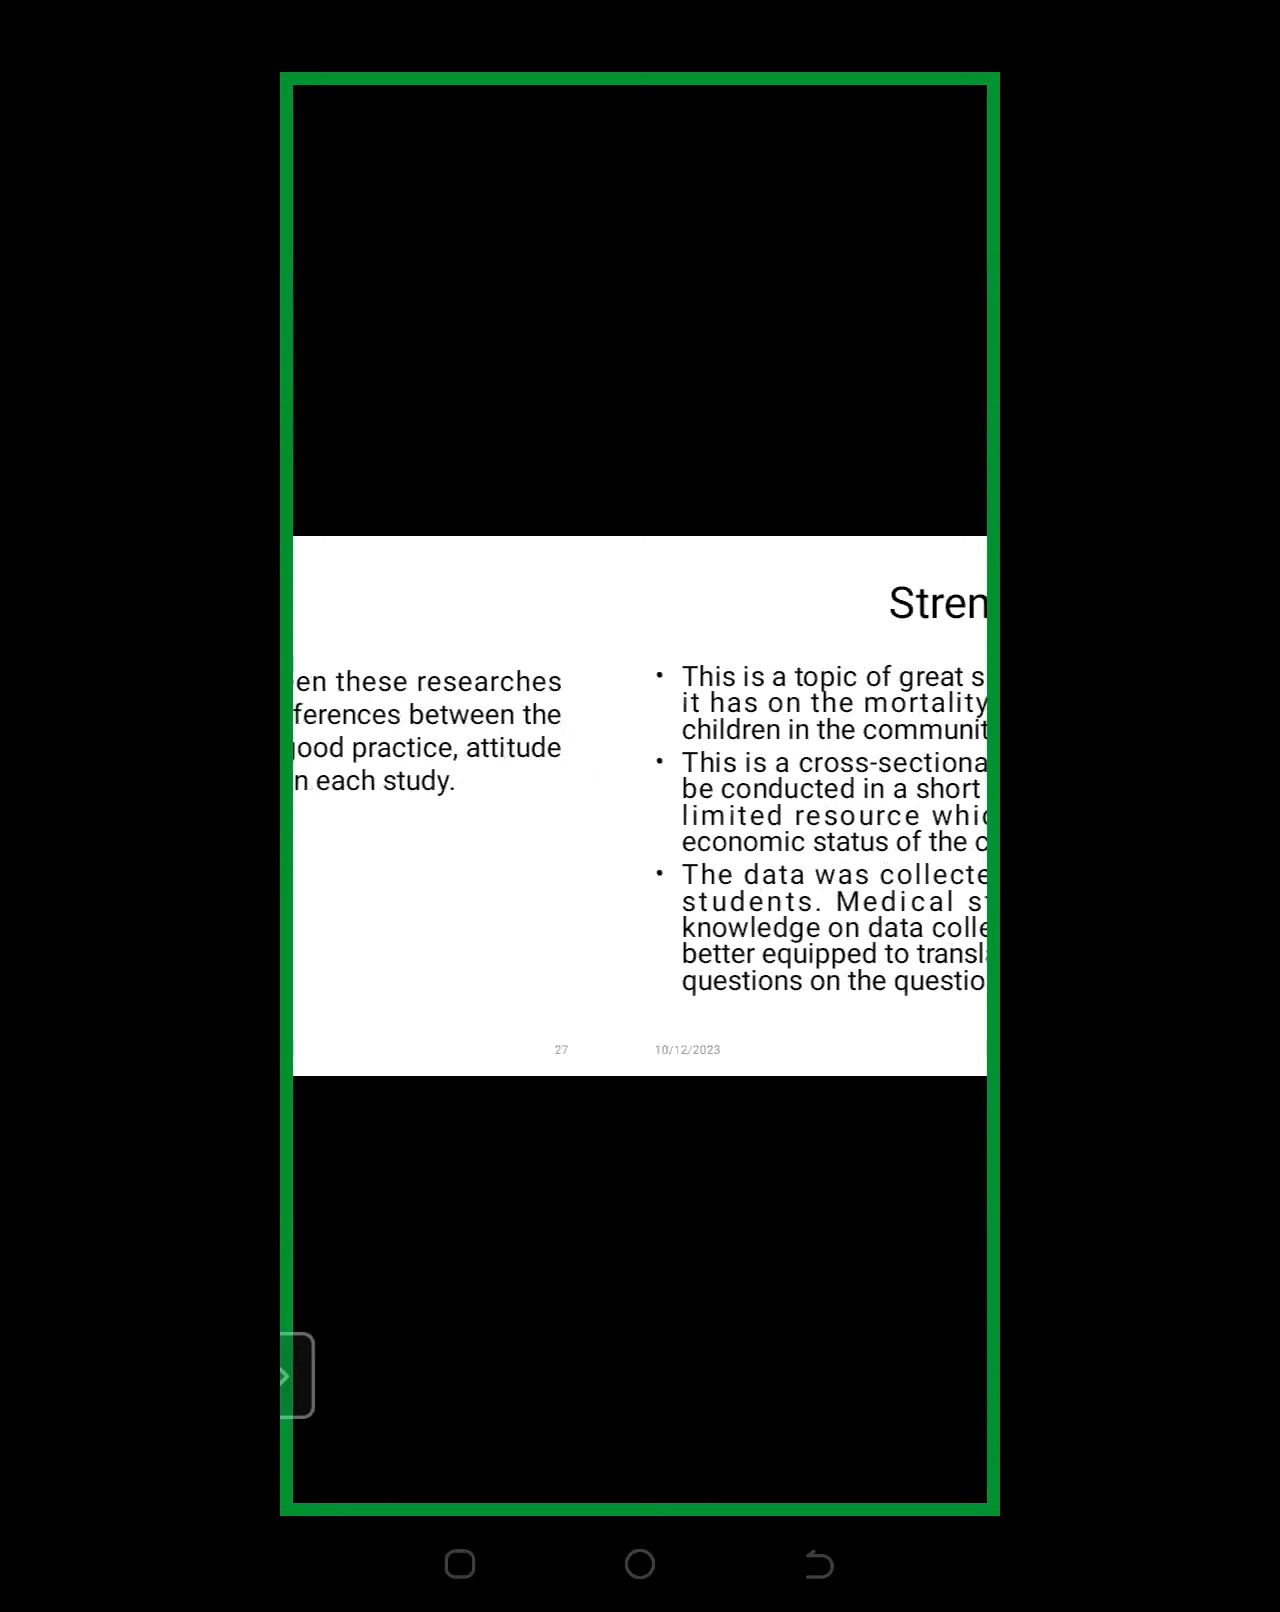 en these researches
ferences between the
good practice, attitude
n each study.
27
Stren
• This is a topic of great s
it has on the mortality
children in the communit
• This is a cross-sectiona
be conducted in a short
limited resource whic
economic status of the c
• The data was collecte
students. Medical st
knowledge on data colle
better equipped to transl
questions on the questio
10/12/2023